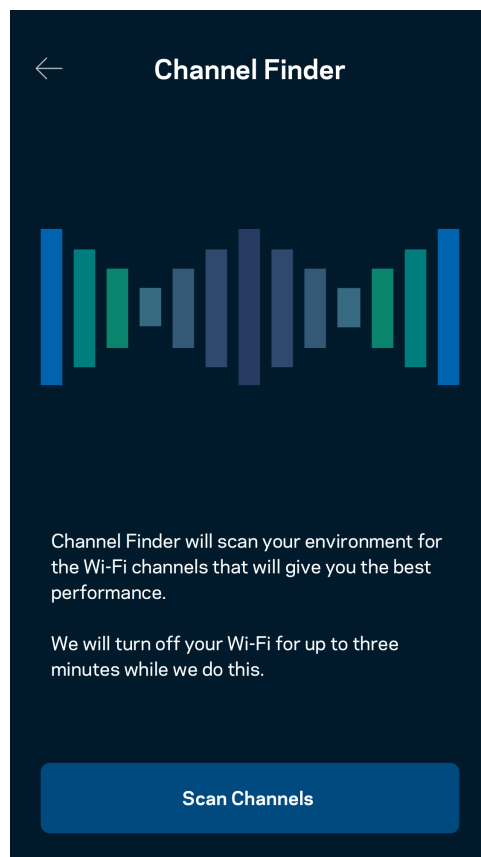 Channel Finder
Channel Finder will scan your environment for
the Wi-Fi channels that will give you the best
performance.
We will turn off your Wi-Fi for up to three
minutes while we do this.
Scan Channels